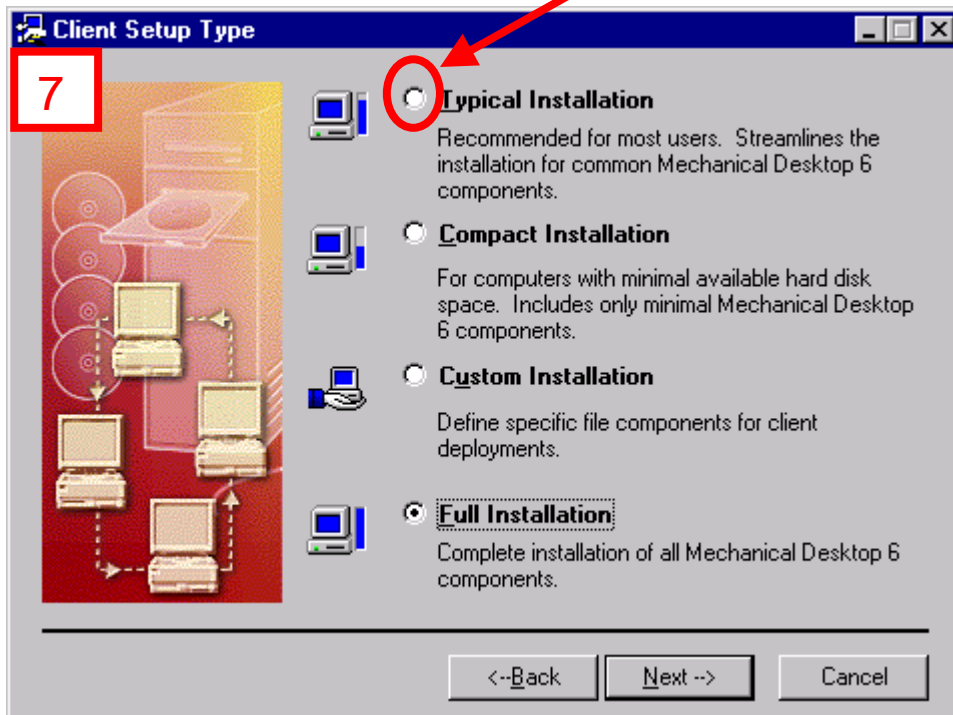 Client Setup Type
7
Typical Installation
Recommended for most users. Streamlines the
installation for common Mechanical Desktop 6
components.
Compact Installation
For computers with minimal available hard disk
space. Includes only minimal Mechanical Desktop
6 components.
Custom Installation
Define specific file components for client
deployments.
Full Installation
Complete installation of all Mechanical Desktop 6
components.
<--Back
Next -->
Cancel